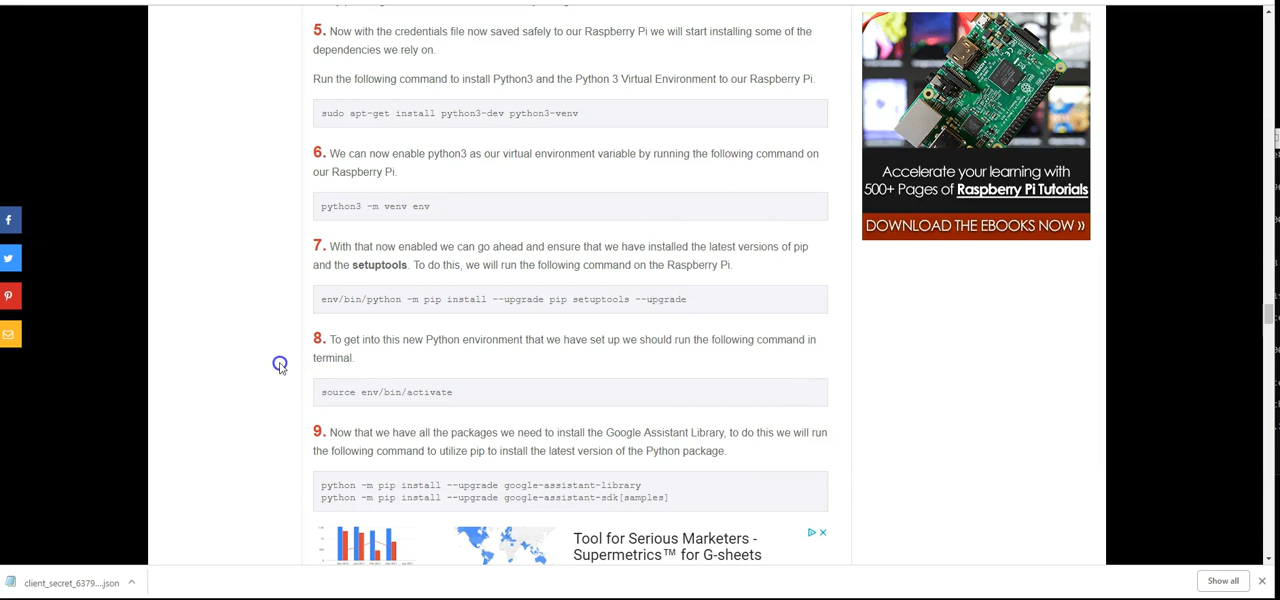 5. Now with the credentials file now saved safely to our Raspberry Pi we will start installing some of the
dependencies we rely on.
Run the following command to install Python3 and the Python 3 Virtual Environment to our Raspberry Pi.
sudo apt-get install python3-dev python3-venv
6. We can now enable python3 as our virtual environment variable by running the following command on
our Raspberry Pi.
python3 -m venv env
7. With that now enabled we can go ahead and ensure that we have installed the latest versions of pip
and the setuptools. To do this, we will run the following command on the Raspberry Pi.
env/bin/python -m pip install --upgrade pip setuptools --upgrade
8. To get into this new Python environment that we have set up we should run the following command in
terminal.
source env/bin/activate
9. Now that we have all the packages we need to install the Google Assistant Library, to do this we will run
the following command to utilize pip to install the latest version of the Python package.
python -m pip install --upgrade google-assistant-library
python -m pip install --upgrade google-assistant-sdk[samples]
Tool for Serious Marketers -
Supermetrics™ for G-sheets
Accelerate your learning with
500+ Pages of Raspberry Pi Tutorials
DOWNLOAD THE EBOOKS NOW »
client_secret_6379....json
Show all